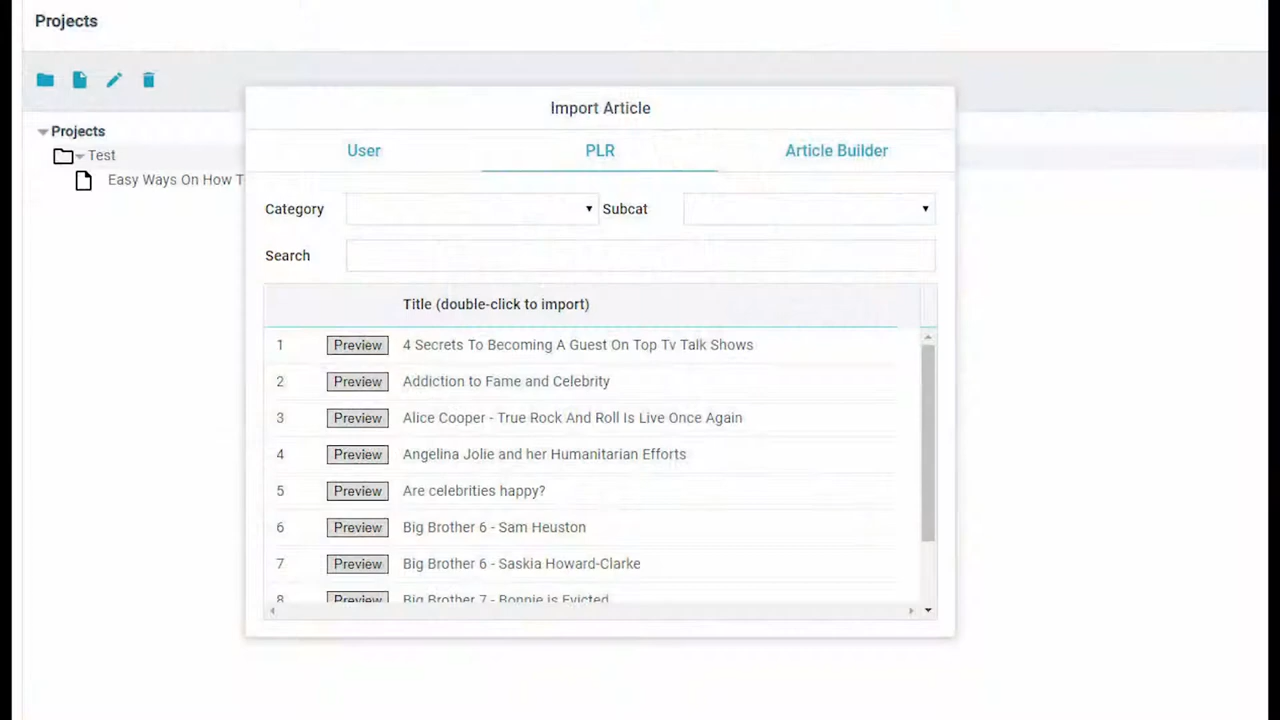 Projects
Import Article
Projects
User PLR Article Builder
Test
Easy Ways On How T
Category Subcat
Search
Title (double-click to import)
1 Preview 4 Secrets To Becoming A Guest On Top Tv Talk Shows
2 Preview Addiction to Fame and Celebrity
3 Preview Alice Cooper - True Rock And Roll Is Live Once Again
4 Preview Angelina Jolie and her Humanitarian Efforts
5 Preview Are celebrities happy?
6 Preview Big Brother 6 - Sam Heuston
7 Preview Big Brother 6 - Saskia Howard-Clarke
8 Preview Big Brother 7 - Bonnie is Evicted